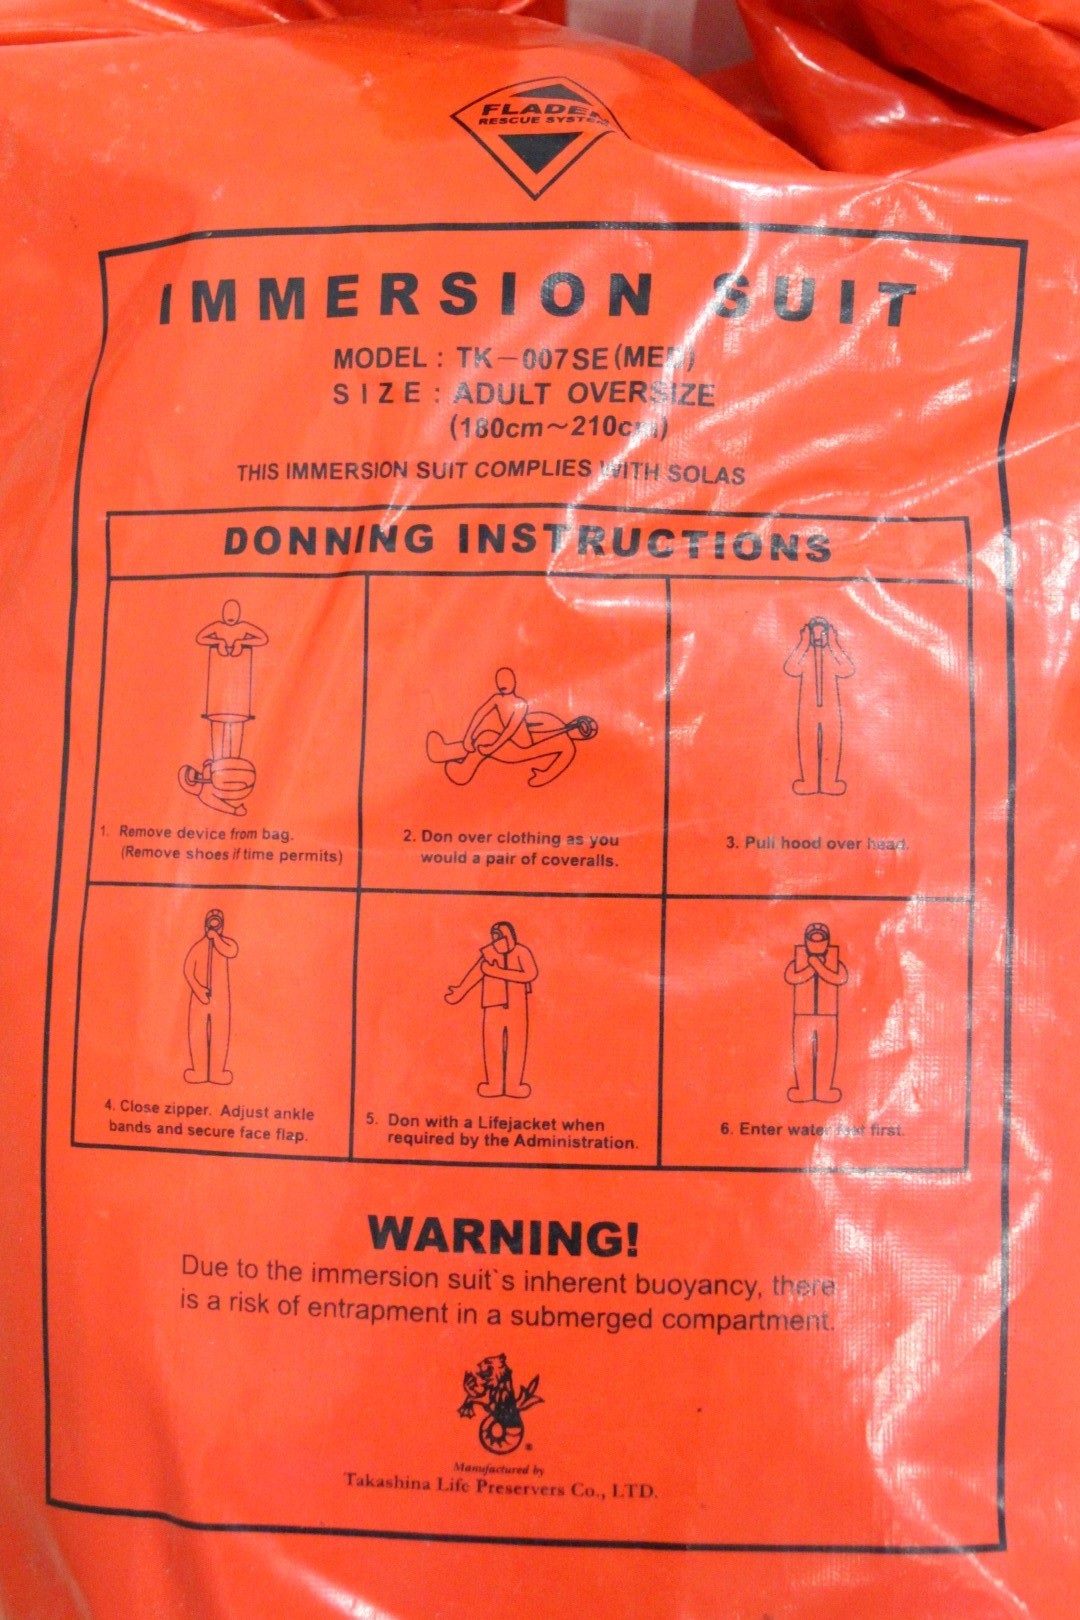 FLADEN
RESCUE SYSTEM
IMMERSION SUIT
MODEL : TK-007SE (MED)
SIZE : ADULT OVERSIZE
(180cm~210cm)
THIS IMMERSION SUIT COMPLIES WITH SOLAS
DONNING INSTRUCTIONS
1. Remove device from bag.
(Remove shoes if time permits)
2. Don over clothing as you
would a pair of coveralls.
3. Pull hood over head.
4. Close zipper. Adjust ankle
bands and secure face flap.
5. Don with a Lifejacket when
required by the Administration.
6. Enter water feet first.
WARNING!
Due to the immersion suit`s inherent buoyancy, there
is a risk of entrapment in a submerged compartment.
Manufactured by
Takashina Life Preservers Co., LTD.